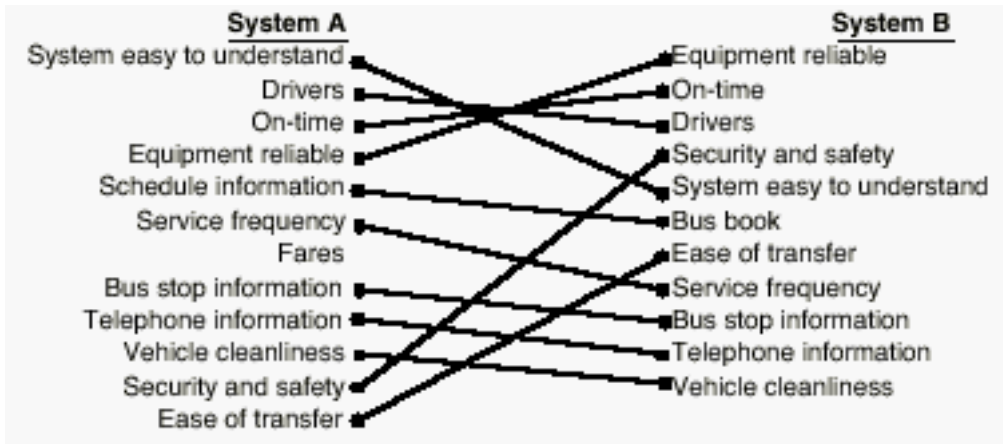 System A
System easy to understand
Drivers
On-time
Equipment reliable
Schedule information
Service frequency
Fares
Bus stop information
Telephone information
Vehicle cleanliness
Security and safety
Ease of transfer
System B
Equipment reliable
On-time
Drivers
Security and safety
System easy to understand
Bus book
Ease of transfer
Service frequency
Bus stop information
Telephone information
Vehicle cleanliness